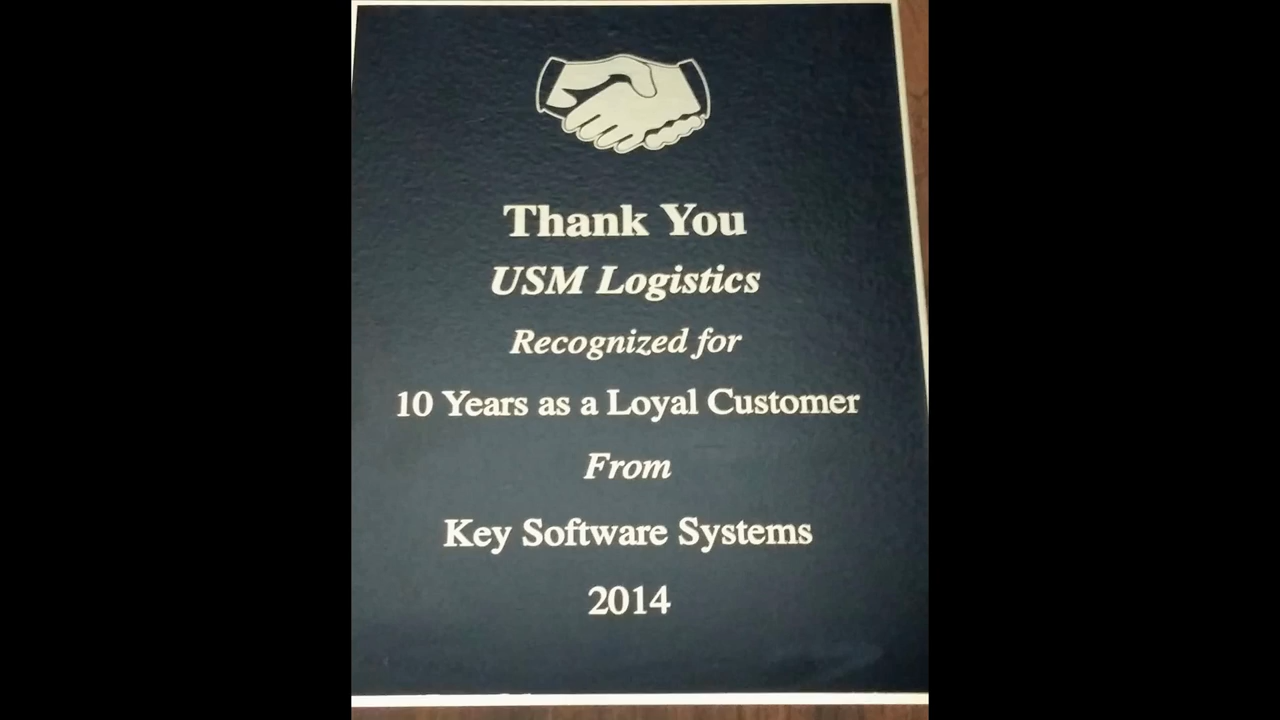 Thank You
USM Logistics
Recognized for
10 Years as a Loyal Customer
From
Key Software Systems
2014